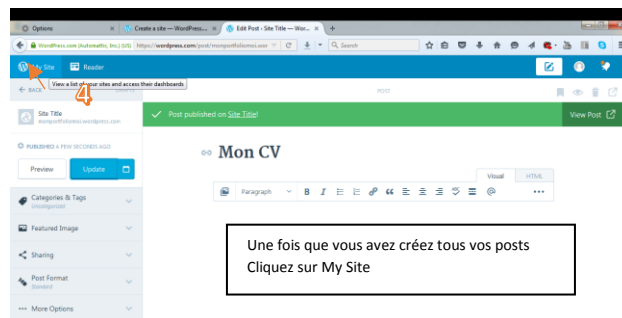 Options × Create a site — WordPress... × Edit Post ‹ Site Title — Wor... × +
WordPress.com (Automattic, Inc.) (US) https://wordpress.com/post/monportfoliomoi.wor Search
My Site Reader
View a list of your sites and access their dashboards
4
BACK POST
Site Title
monportfoliomoi.wordpress.com
Post published on Site Title!
View Post
PUBLISHED A FEW SECONDS AGO
Preview Update
Mon CV
Visual HTML
Paragraph B I
Categories & Tags
Uncategorized
Featured Image
Sharing
Post Format
Standard
More Options
Une fois que vous avez créez tous vos posts
Cliquez sur My Site